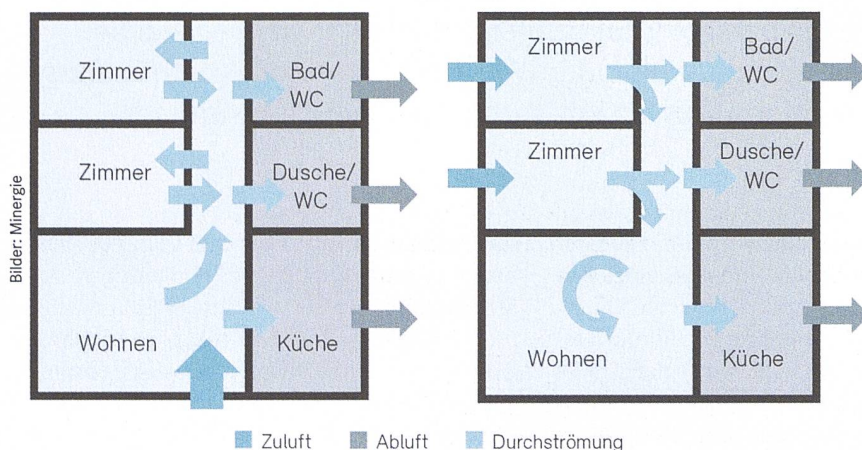 Bilder: Minergie
Zimmer
Bad/
WC
Zimmer
Dusche/
WC
Wohnen
Küche
Zimmer
Bad/
WC
Zimmer
Dusche/
WC
Wohnen
Küche
Zuluft
Abluft
Durchströmung